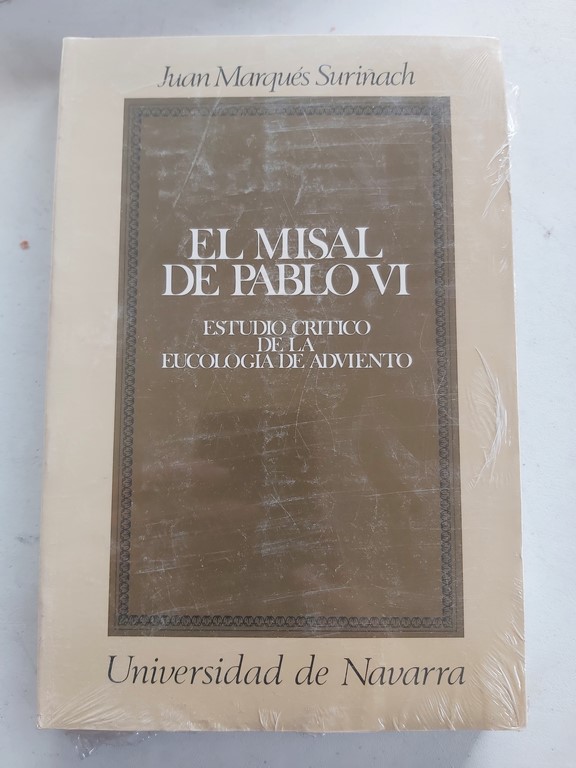 Juan Marqués Suriñach
EL MISAL
DE PABLO VI
ESTUDIO CRITICO
DE LA
EUCOLOGIA DE ADVIENTO
Universidad de Navarra